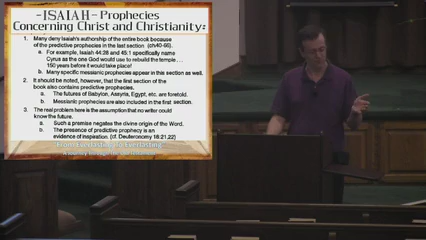 -ISAIAH- Prophecies
Concerning Christ and Christianity:
1. Many deny Isaiah's authorship of the entire book because
of the predictive prophecies in the last section (ch40-66).
a. For example, Isaiah 44:28 and 45:1 specifically name
Cyrus as the one God would use to rebuild the temple . . .
150 years before it would take place!
b. Many specific messianic prophecies appear in this section as well.
2. It should be noted, however, that the first section of the
book also contains predictive prophecies.
a. The futures of Babylon, Assyria, Egypt, etc. are foretold.
b. Messianic prophecies are also included in the first section.
3. The real problem here is the assumption that no writer could
know the future.
a. Such a premise negates the divine origin of the Word.
b. The presence of predictive prophecy is an
evidence of inspiration. (cf. Deuteronomy 18:21,22)
"From Everlasting To Everlasting"